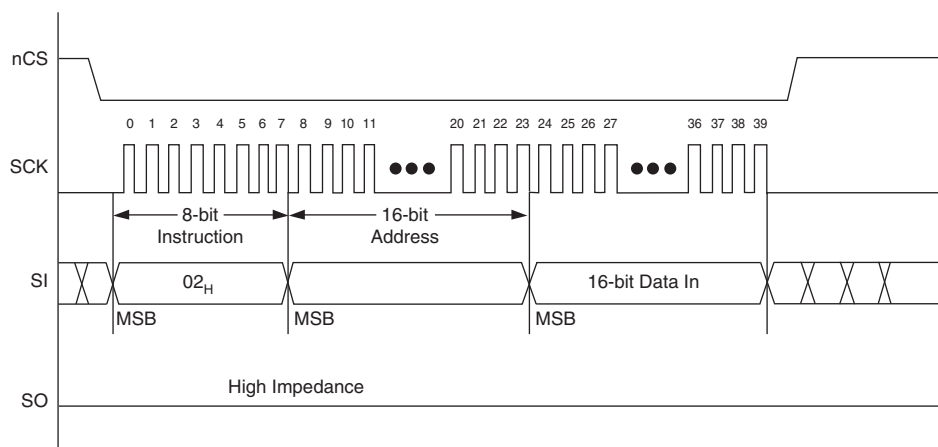 nCS
0 1 2 3 4 5 6 7 8 9 10 11 20 21 22 23 24 25 26 27 36 37 38 39
SCK
8-bit
Instruction
16-bit
Address
SI
02H
16-bit Data In
MSB
MSB
MSB
High Impedance
SO